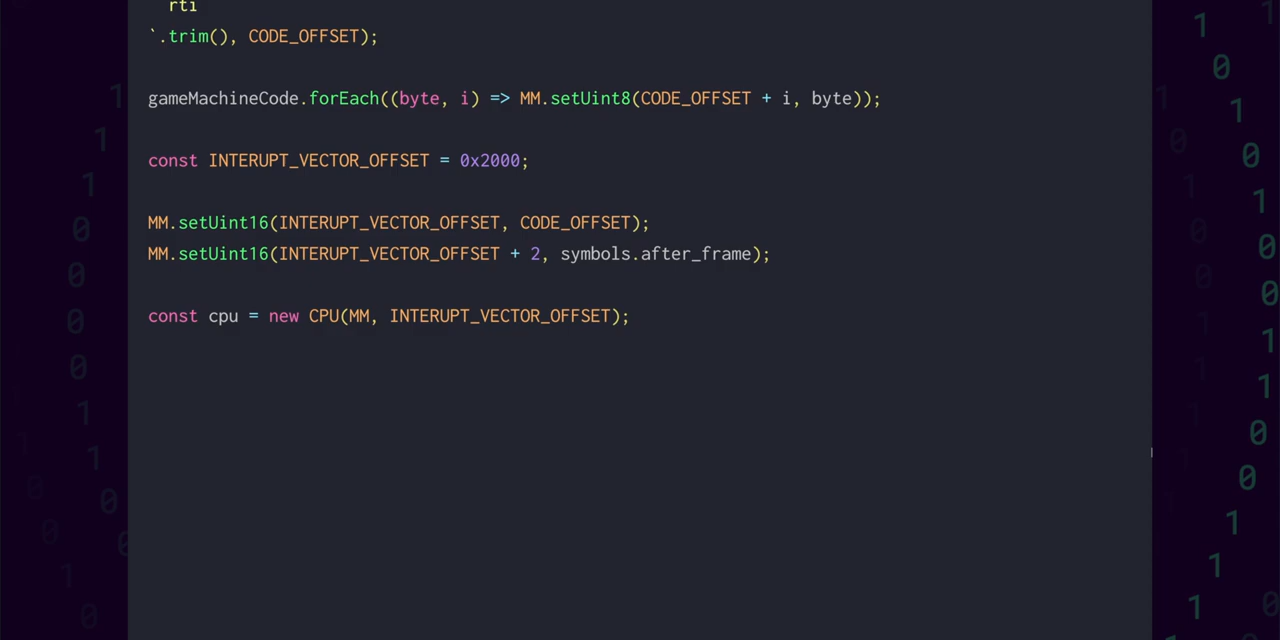 rti
`.trim(), CODE_OFFSET);
gameMachineCode.forEach((byte, i) => MM.setUint8(CODE_OFFSET + i, byte));
const INTERUPT_VECTOR_OFFSET = 0x2000;
MM.setUint16(INTERUPT_VECTOR_OFFSET, CODE_OFFSET);
MM.setUint16(INTERUPT_VECTOR_OFFSET + 2, symbols.after_frame);
const cpu = new CPU(MM, INTERUPT_VECTOR_OFFSET);